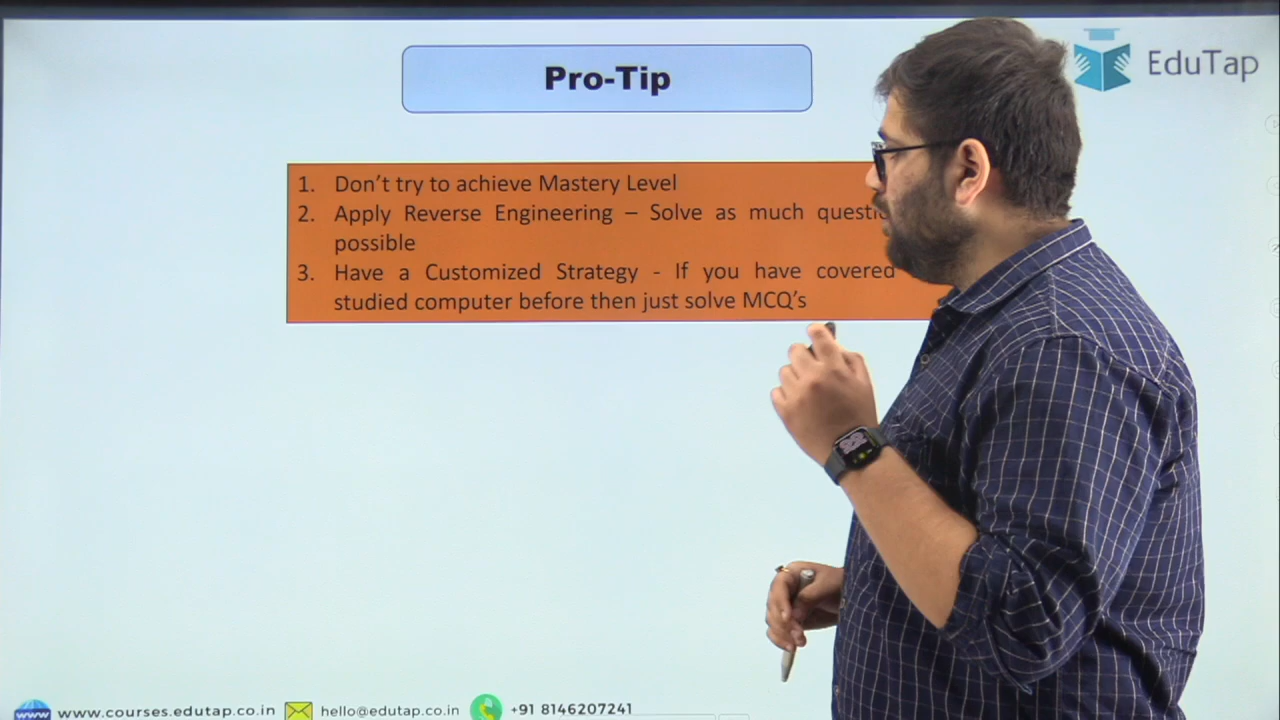 Pro-Tip
EduTap
1. Don't try to achieve Mastery Level
2. Apply Reverse Engineering – Solve as much
possible
3. Have a Customized Strategy - If you have covered
studied computer before then just solve MCQ's
www.courses.edutap.co.in hello@edutap.co.in +91 8146207241